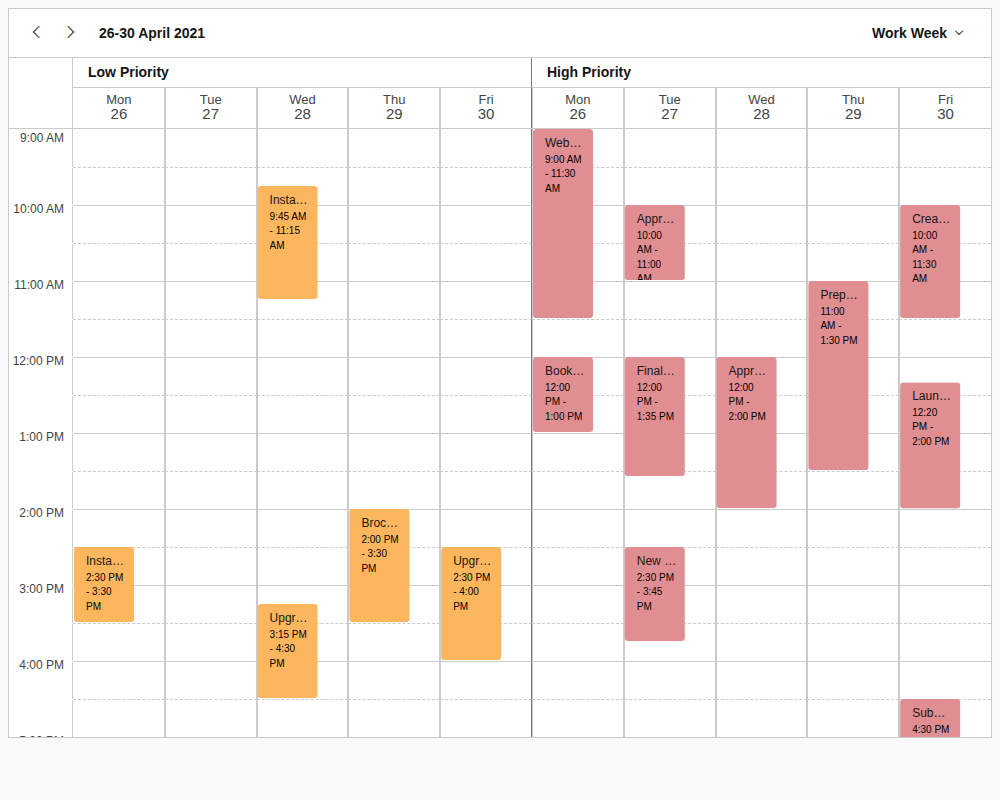 26-30 April 2021
Work Week
Low Priority
High Priority
Mon
26
Tue
27
Wed
28
Thu
29
Fri
30
Mon
26
Tue
27
Wed
28
Thu
29
Fri
30
9:00 AM
10:00 AM
11:00 AM
12:00 PM
1:00 PM
2:00 PM
3:00 PM
4:00 PM
Insta…
2:30 PM
- 3:30
PM
Insta…
9:45 AM
- 11:15
AM
Upgr…
3:15 PM
- 4:30
PM
Broc…
2:00 PM
- 3:30
PM
Upgr…
2:30 PM
- 4:00
PM
Web…
9:00 AM
- 11:30
AM
Book…
12:00
PM -
1:00 PM
Appr…
10:00
AM -
11:00
AM
Final…
12:00
PM -
1:35 PM
New …
2:30 PM
- 3:45
PM
Appr…
12:00
PM -
2:00 PM
Prep…
11:00
AM -
1:30 PM
Crea…
10:00
AM -
11:30
AM
Laun…
12:20
PM -
2:00 PM
Sub…
4:30 PM